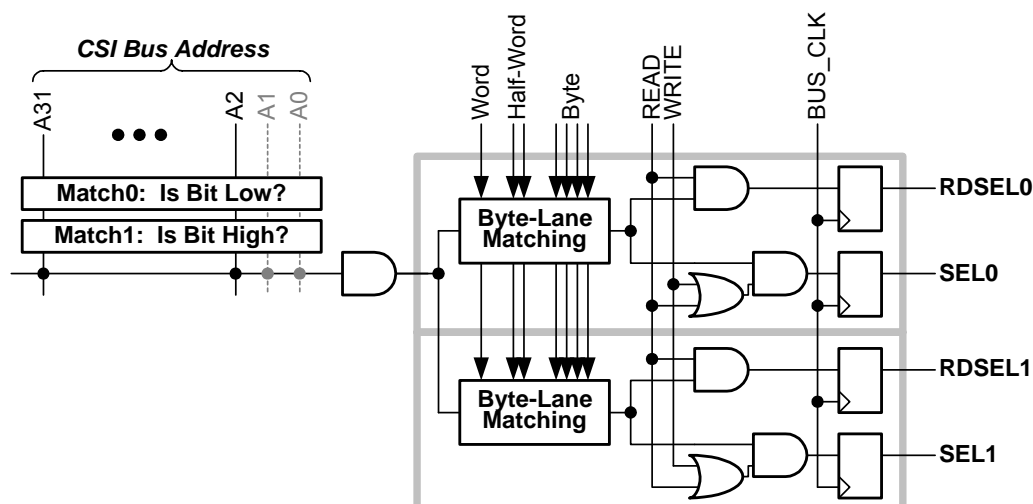 CSI Bus Address
A31
A2
A1
A0
Word
Half-Word
Byte
READ
WRITE
BUS_CLK
Match0: Is Bit Low?
Match1: Is Bit High?
Byte-Lane
Matching
RDSEL0
SEL0
Byte-Lane
Matching
RDSEL1
SEL1